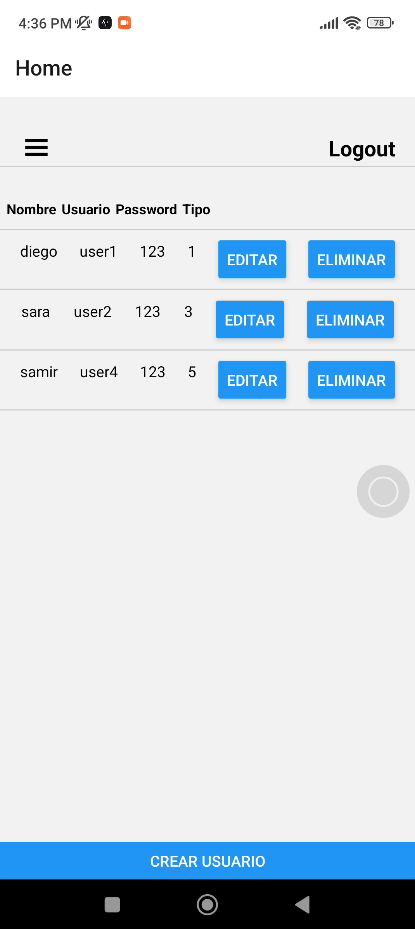 4:36 PM 78
Home
Logout
Nombre Usuario Password Tipo
diego user1 123 1 EDITAR ELIMINAR
sara user2 123 3 EDITAR ELIMINAR
samir user4 123 5 EDITAR ELIMINAR
CREAR USUARIO